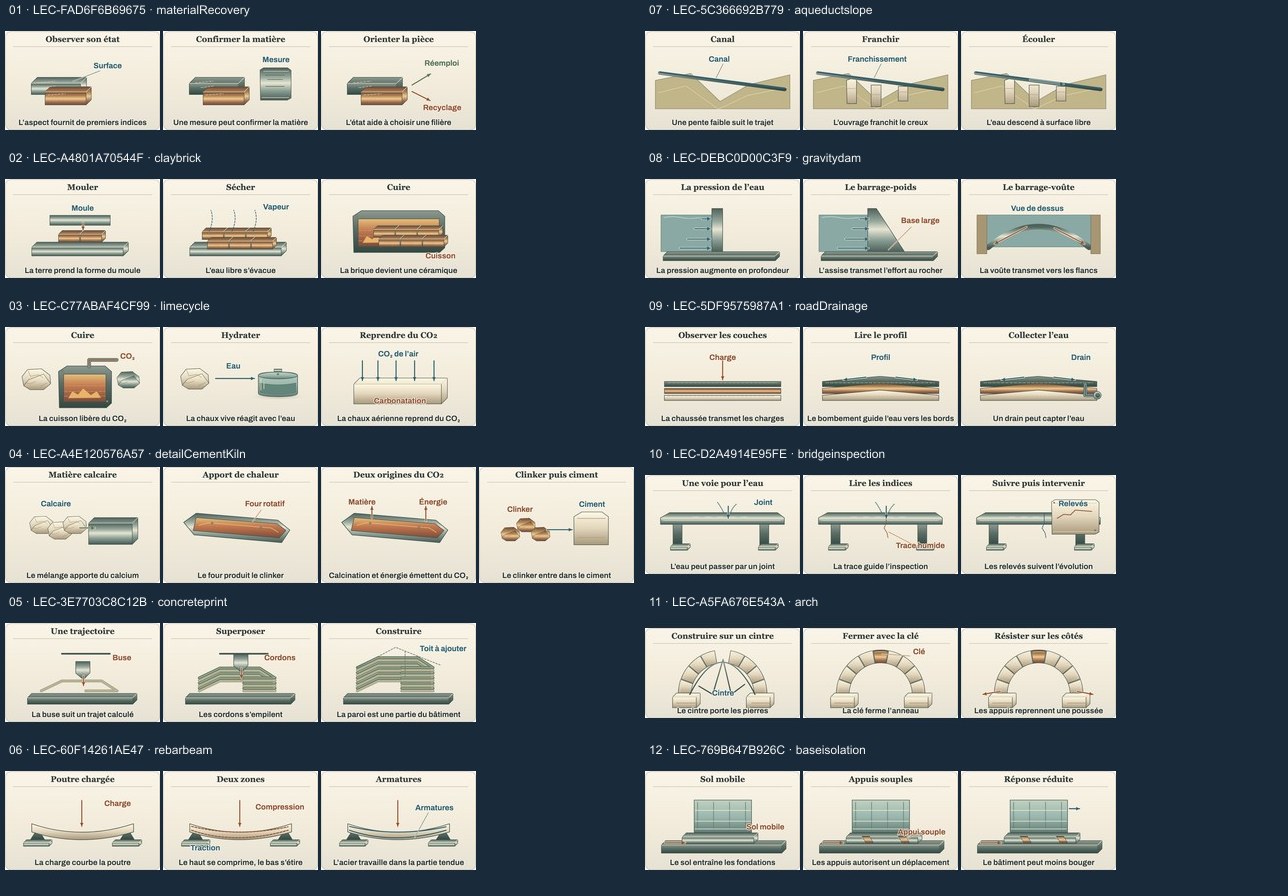 01 · LEC-FAD6F6B69675 · materialRecovery
Observer son état
Surface
L'aspect fournit de premiers indices
Confirmer la matière
Mesure
Une mesure peut confirmer la matière
Orienter la pièce
Réemploi
Recyclage
L'état aide à choisir une filière
02 · LEC-A4801A70544F · claybrick
Mouler
Moule
La terre prend la forme du moule
Sécher
Vapeur
L'eau libre s'évacue
Cuire
Cuisson
La brique devient une céramique
03 · LEC-C77ABAF4CF99 · limecycle
Cuire
CO₂
La cuisson libère du CO₂
Hydrater
Eau
La chaux vive réagit avec l'eau
Reprendre du CO₂
CO₂ de l'air
Carbonatation
La chaux aérienne reprend du CO₂
04 · LEC-A4E120576A57 · detailCementKiln
Matière calcaire
Calcaire
Le mélange apporte du calcium
Apport de chaleur
Four rotatif
Le four produit le clinker
Deux origines du CO₂
Matière
Énergie
Calcination et énergie émettent du CO₂
Clinker puis ciment
Clinker
Ciment
Le clinker entre dans le ciment
05 · LEC-3E7703C8C12B · concreteprint
Une trajectoire
Buse
La buse suit un trajet calculé
Superposer
Cordons
Les cordons s'empilent
Construire
Toit à ajouter
La paroi est une partie du bâtiment
06 · LEC-60F14261AE47 · rebarbeam
Poutre chargée
Charge
La charge courbe la poutre
Deux zones
Compression
Traction
Le haut se comprime, le bas s'étire
Armatures
Armatures
L'acier travaille dans la partie tendue
07 · LEC-5C366692B779 · aqueductslope
Canal
Canal
Une pente faible suit le trajet
Franchir
Franchissement
L'ouvrage franchit le creux
Écouler
L'eau descend à surface libre
08 · LEC-DEBC0D00C3F9 · gravitydam
La pression de l'eau
La pression augmente en profondeur
Le barrage-poids
Base large
L'assise transmet l'effort au rocher
Le barrage-voûte
Vue de dessus
La voûte transmet vers les flancs
09 · LEC-5DF9575987A1 · roadDrainage
Observer les couches
Charge
La chaussée transmet les charges
Lire le profil
Profil
Le bombement guide l'eau vers les bords
Collecter l'eau
Drain
Un drain peut capter l'eau
10 · LEC-D2A4914E95FE · bridgeinspection
Une voie pour l'eau
Joint
L'eau peut passer par un joint
Lire les indices
Trace humide
La trace guide l'inspection
Suivre puis intervenir
Relevés
Les relevés suivent l'évolution
11 · LEC-A5FA676E543A · arch
Construire sur un cintre
Cintre
Le cintre porte les pierres
Fermer avec la clé
Clé
La clé ferme l'anneau
Résister sur les côtés
Les appuis reprennent une poussée
12 · LEC-769B647B926C · baseisolation
Sol mobile
Sol mobile
Le sol entraîne les fondations
Appuis souples
Appui souple
Les appuis autorisent un déplacement
Réponse réduite
Le bâtiment peut moins bouger